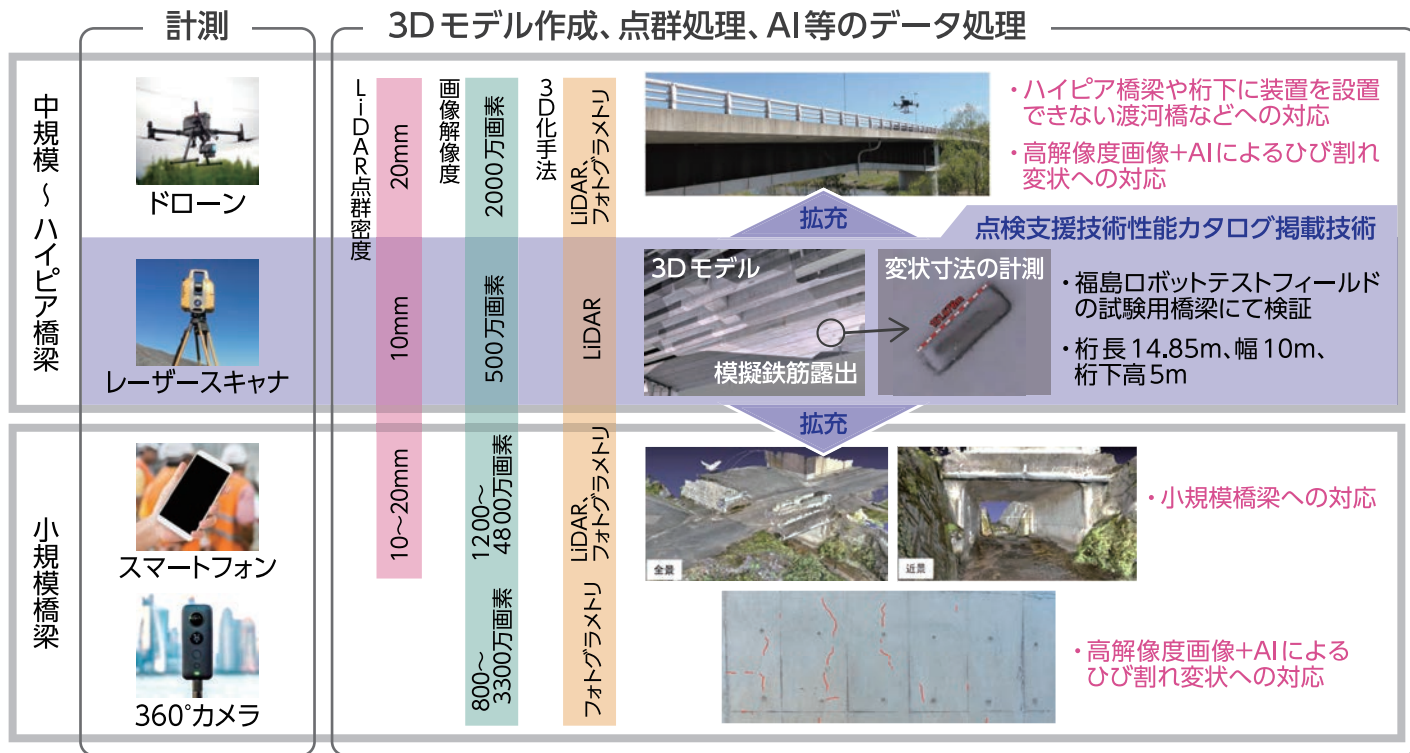 計測
3Dモデル作成、点群処理、AI等のデータ処理
中規模～ハイピア橋梁
ドローン
レーザースキャナ
LiDAR点群密度
20mm
10mm
画像解像度
2000万画素
500万画素
3D化手法
LiDAR、
フォトグラメトリ
LiDAR
・ハイピア橋梁や桁下に装置を設置
できない渡河橋などへの対応
・高解像度画像+AIによるひび割れ
変状への対応
拡充
点検支援技術性能カタログ掲載技術
3Dモデル
模擬鉄筋露出
変状寸法の計測
・福島ロボットテストフィールド
の試験用橋梁にて検証
・桁長14.85m、幅10m、
桁下高5m
拡充
小規模橋梁
スマートフォン
360°カメラ
10～20mm
1200～
4800万画素
800～
3300万画素
LiDAR、
フォトグラメトリ
フォトグラメトリ
全景
近景
・小規模橋梁への対応
・高解像度画像+AIによる
ひび割れ変状への対応